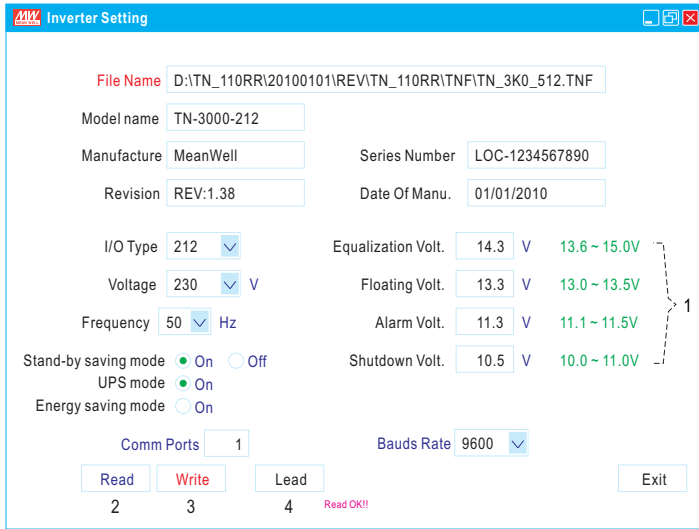 MW MEAN WELL Inverter Setting
File Name D:\TN_110RR\20100101\REV\TN_110RR\TNF\TN_3K0_512.TNF
Model name TN-3000-212
Manufacture MeanWell Series Number LOC-1234567890
Revision REV:1.38 Date Of Manu. 01/01/2010
I/O Type 212 Equalization Volt. 14.3 V 13.6 ~ 15.0V
Voltage 230 V Floating Volt. 13.3 V 13.0 ~ 13.5V
1
Frequency 50 Hz Alarm Volt. 11.3 V 11.1 ~ 11.5V
Stand-by saving mode On Off Shutdown Volt. 10.5 V 10.0 ~ 11.0V
UPS mode On
Energy saving mode On
Comm Ports 1 Bauds Rate 9600
Read Write Lead Exit
2 3 4 Read OK!!